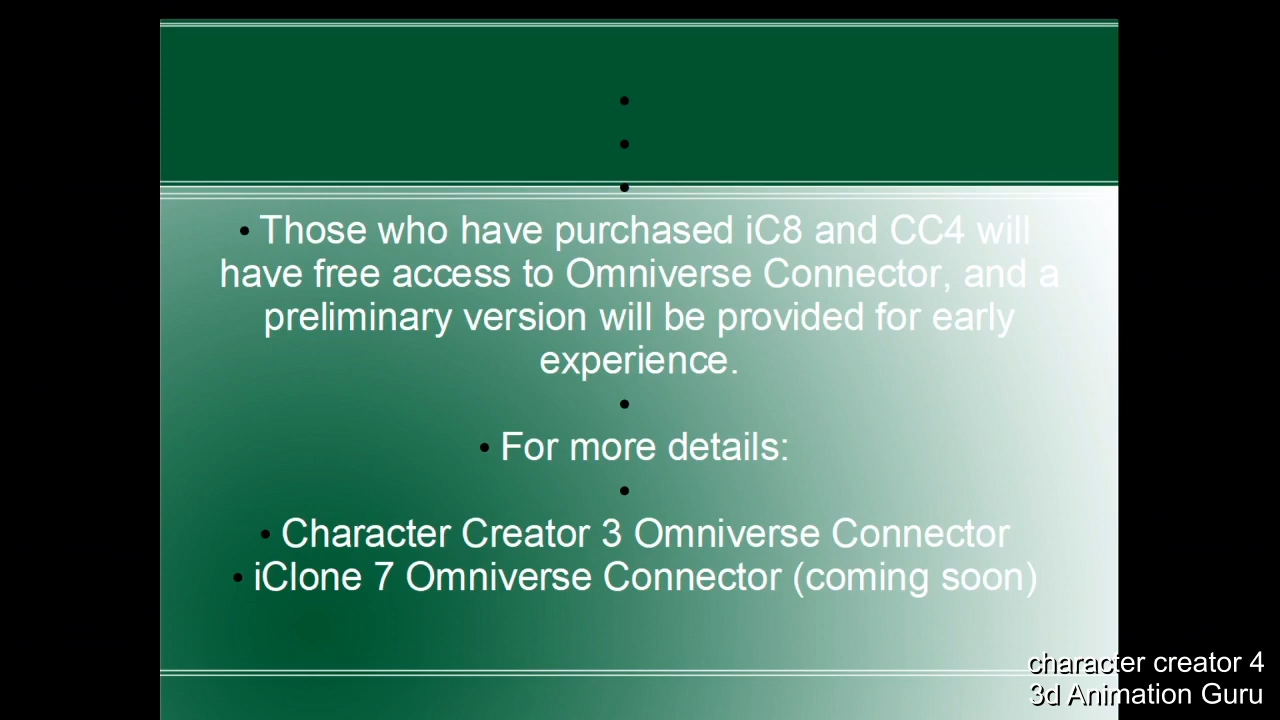 • Those who have purchased iC8 and CC4 will
have free access to Omniverse Connector, and a
preliminary version will be provided for early
experience.
• For more details:
• Character Creator 3 Omniverse Connector
• iClone 7 Omniverse Connector (coming soon)
character creator 4
3d Animation Guru